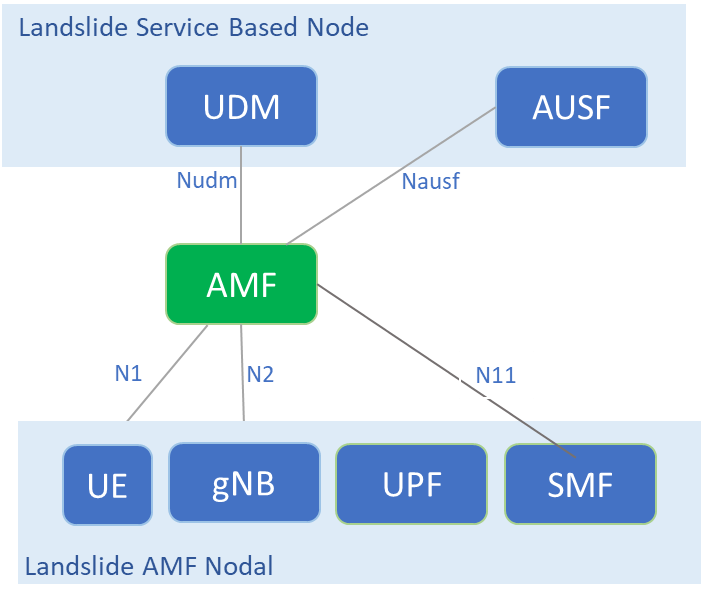 Landslide Service Based Node
UDM
AUSF
Nudm
Nausf
AMF
N1
N2
N11
UE
gNB
UPF
SMF
Landslide AMF Nodal